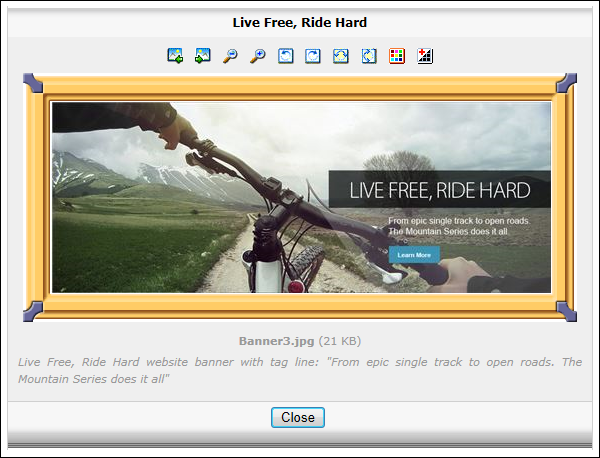 Live Free, Ride Hard
LIVE FREE, RIDE HARD
From epic single track to open roads.
The Mountain Series does it all.
Learn More
Banner3.jpg (21 KB)
Live Free, Ride Hard website banner with tag line: "From epic single track to open roads. The
Mountain Series does it all"
Close